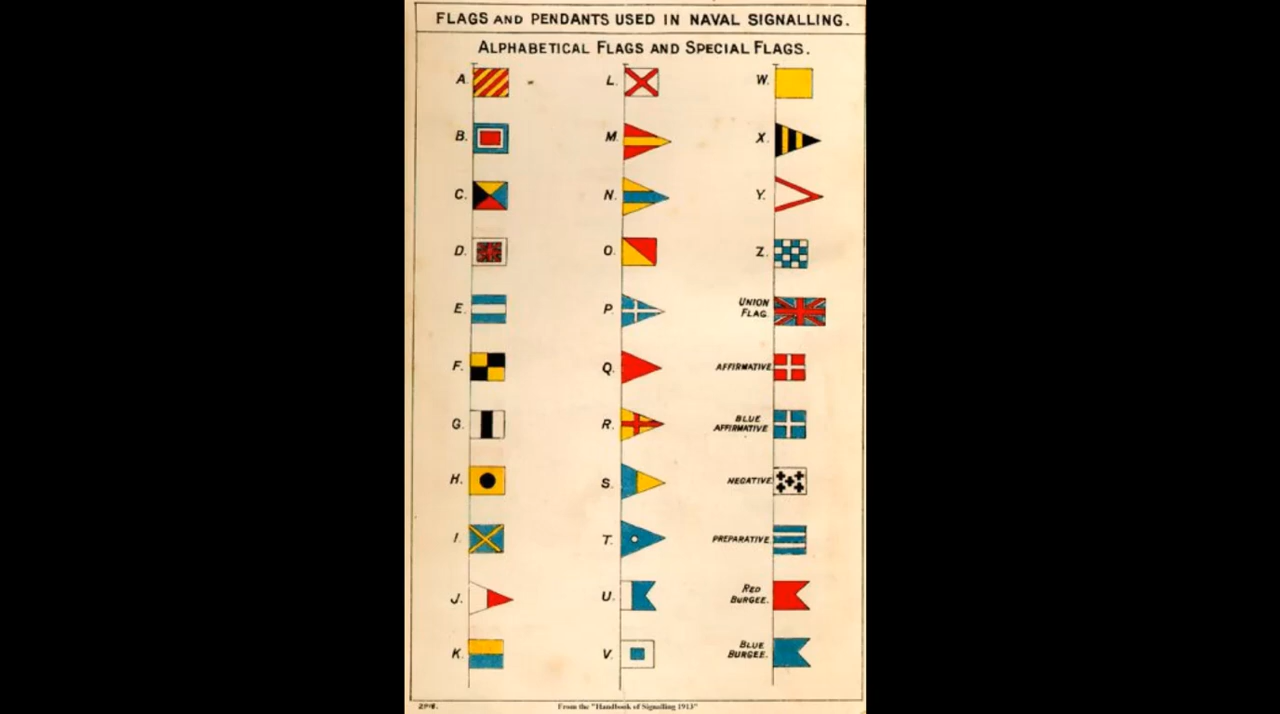 FLAGS AND PENDANTS USED IN NAVAL SIGNALLING.
ALPHABETICAL FLAGS AND SPECIAL FLAGS.
A.
B.
C.
D.
E.
F.
G.
H.
I.
J.
K.
L.
M.
N.
O.
P.
Q.
R.
S.
T.
U.
V.
W.
X.
Y.
Z.
UNION
FLAG.
AFFIRMATIVE.
BLUE
AFFIRMATIVE.
NEGATIVE.
PREPARATIVE.
RED
BURGEE.
BLUE
BURGEE.
From the "Handbook of Signalling 1913"